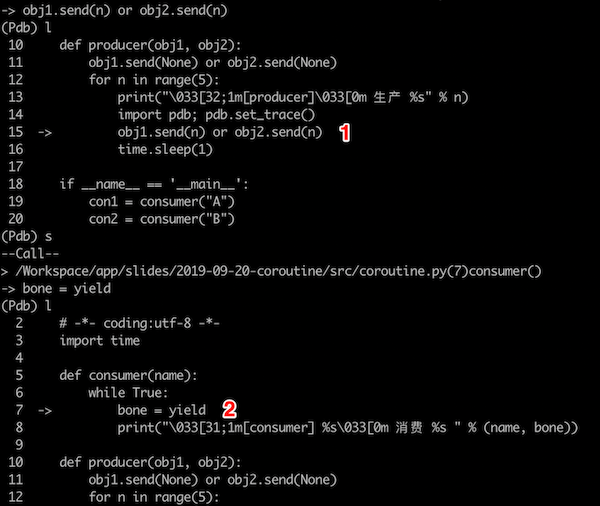 -> obj1.send(n) or obj2.send(n)
(Pdb) l
 10     def producer(obj1, obj2):
 11         obj1.send(None) or obj2.send(None)
 12         for n in range(5):
 13             print("\033[32;1m[producer]\033[0m 生产 %s" % n)
 14             import pdb; pdb.set_trace()
 15  ->         obj1.send(n) or obj2.send(n) 1
 16             time.sleep(1)
 17
 18     if __name__ == '__main__':
 19         con1 = consumer("A")
 20         con2 = consumer("B")
(Pdb) s
--Call--
> /Workspace/app/slides/2019-09-20-coroutine/src/coroutine.py(7)consumer()
-> bone = yield
(Pdb) l
  2     # -*- coding:utf-8 -*-
  3     import time
  4
  5     def consumer(name):
  6         while True:
  7  ->         bone = yield 2
  8             print("\033[31;1m[consumer] %s\033[0m 消费 %s " % (name, bone))
  9
 10     def producer(obj1, obj2):
 11         obj1.send(None) or obj2.send(None)
 12         for n in range(5):